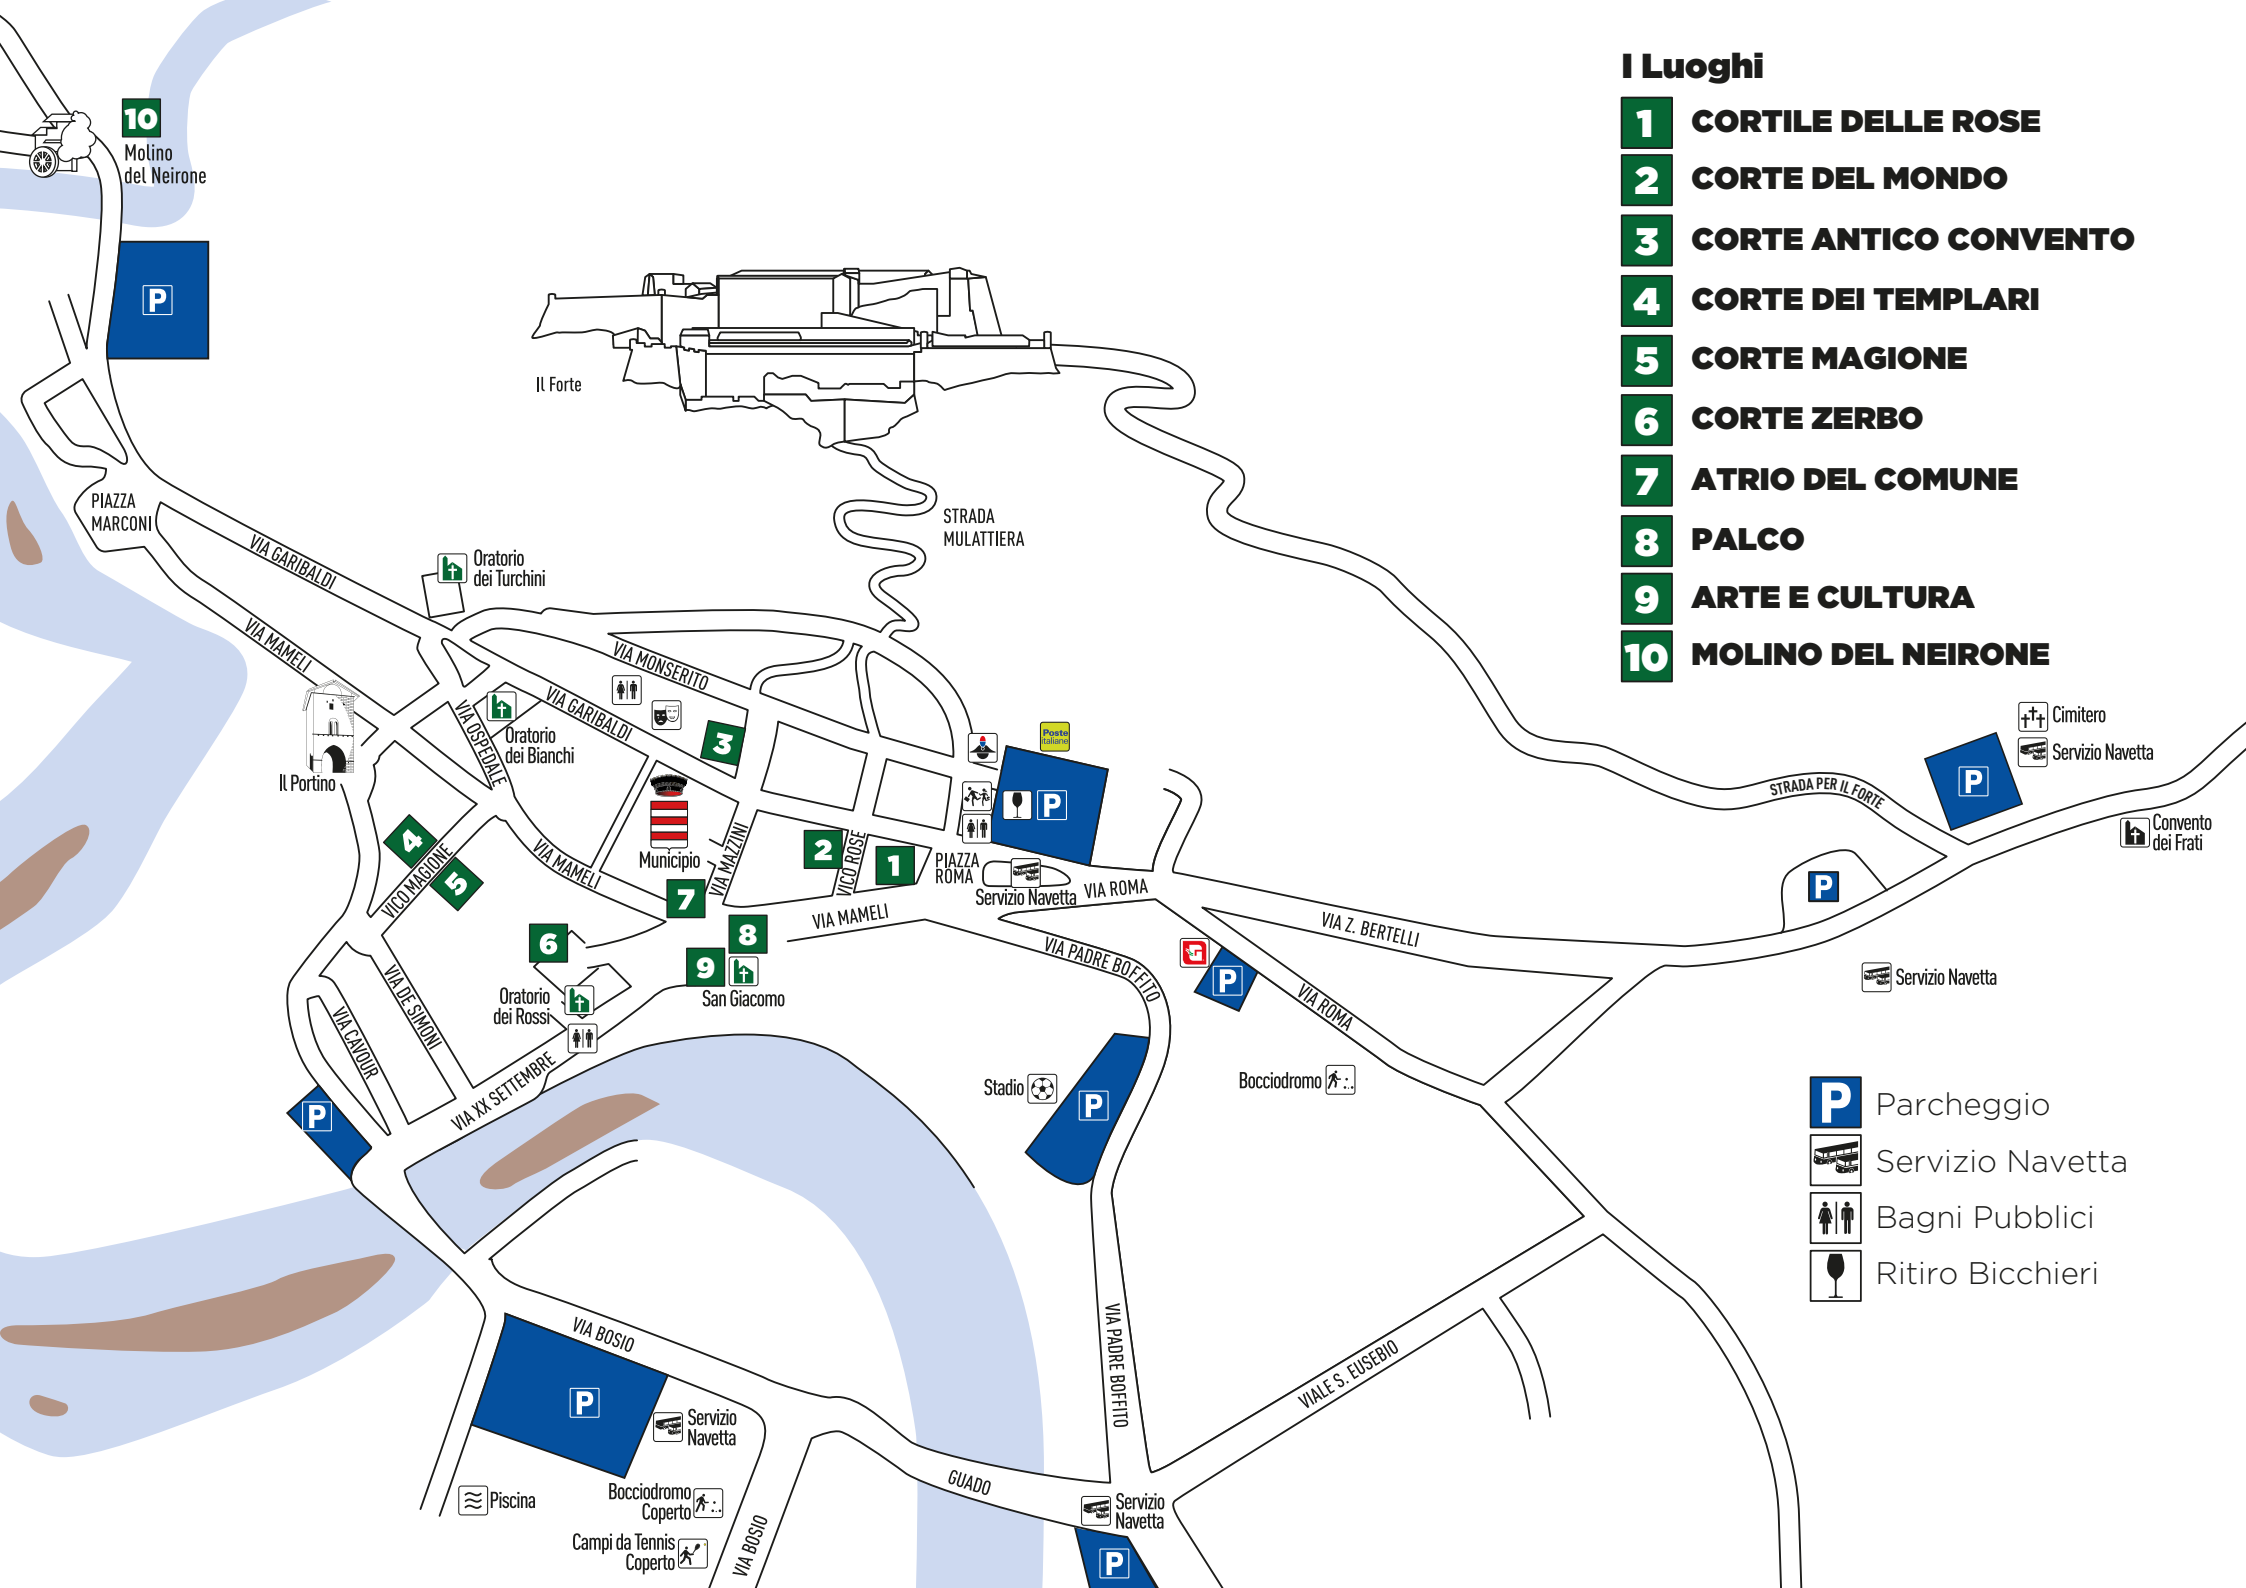 I Luoghi
1 CORTILE DELLE ROSE
2 CORTE DEL MONDO
3 CORTE ANTICO CONVENTO
4 CORTE DEI TEMPLARI
5 CORTE MAGIONE
6 CORTE ZERBO
7 ATRIO DEL COMUNE
8 PALCO
9 ARTE E CULTURA
10 MOLINO DEL NEIRONE
10
Molino
del Neirone
P
Il Forte
PIAZZA
MARCONI
VIA GARIBALDI
STRADA
MULATTIERA
Oratorio
dei Turchini
VIA MAMELI
VIA MONSERITO
VIA GARIBALDI
VIA OSPEDALE
Oratorio
dei Bianchi
3
Il Portino
Poste
italiane
P
Municipio
VIA MAZZINI
2
VICO ROSE
1
PIAZZA
ROMA
Servizio Navetta
VIA ROMA
4
VICO MAGIONE
5
VIA MAMELI
7
VIA MAMELI
8
9
San Giacomo
6
Oratorio
dei Rossi
VIA DE SIMONI
VIA CAVOUR
VIA XX SETTEMBRE
P
VIA PADRE BOFFITO
VIA Z. BERTELLI
G
P
VIA ROMA
STRADA PER IL FORTE
P
Cimitero
Servizio Navetta
P
Convento
dei Frati
Servizio Navetta
Stadio
P
Bocciodromo
VIA PADRE BOFFITO
VIALE S. EUSEBIO
VIA BOSIO
P
Servizio
Navetta
Piscina
Bocciodromo
Coperto
Campi da Tennis
Coperto
VIA BOSIO
GUADO
Servizio
Navetta
P
P Parcheggio
Servizio Navetta
Bagni Pubblici
Ritiro Bicchieri